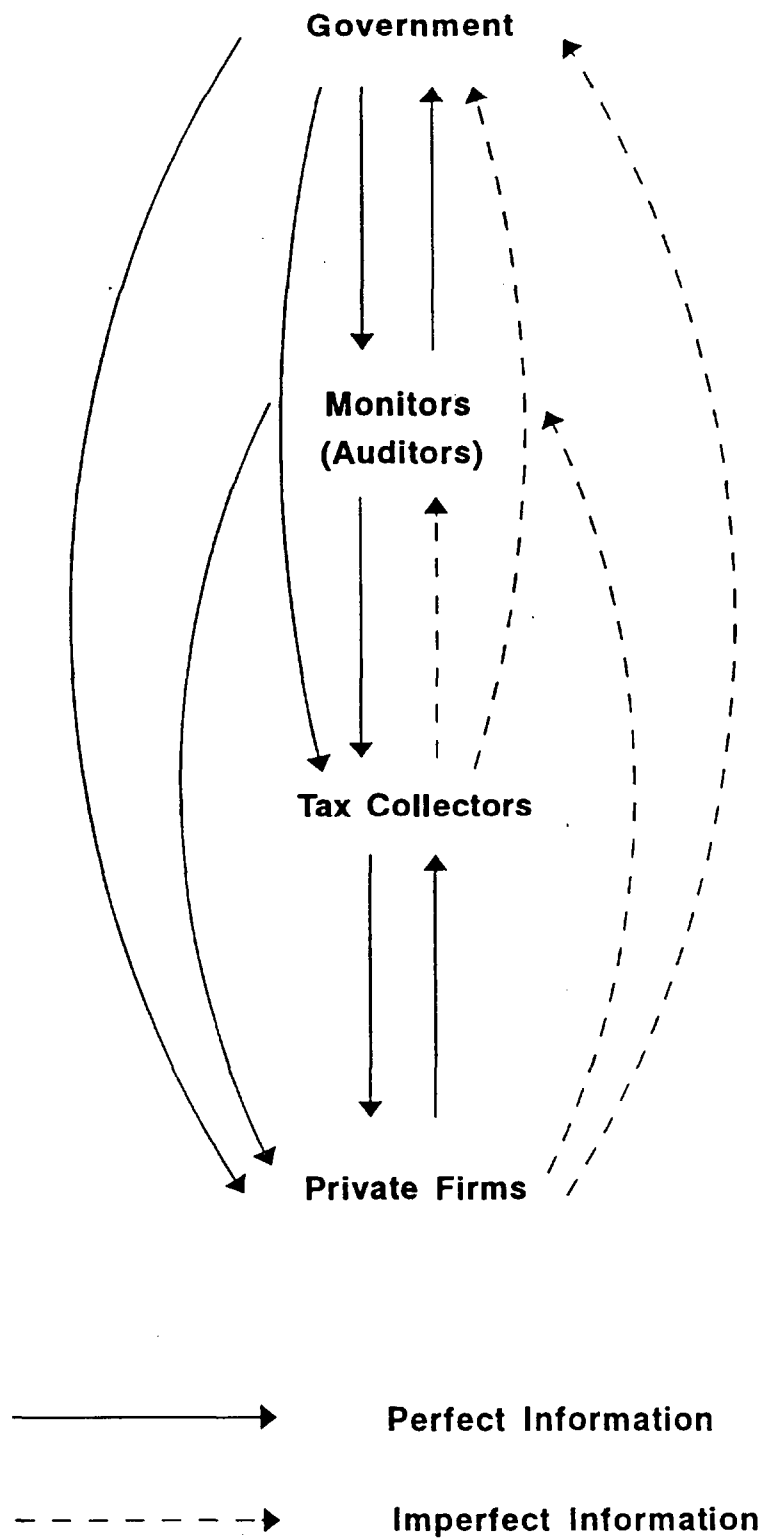 Government
Monitors
(Auditors)
Tax Collectors
Private Firms
Perfect Information
Imperfect Information